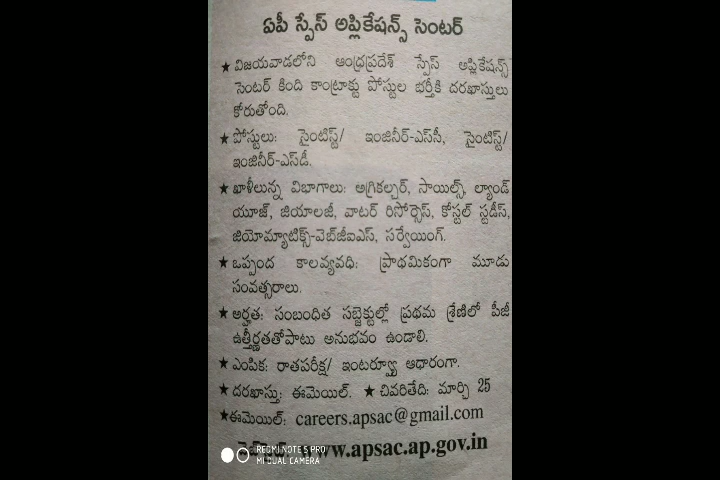 ఏపీ స్పేస్ అప్లికేషన్స్ సెంటర్
★ విజయవాడలోని ఆంధ్రప్రదేశ్ స్పేస్ అప్లికేషన్స్
సెంటర్ కింది కాంట్రాక్టు పోస్టుల భర్తీకి దరఖాస్తులు
కోరుతోంది.
★ పోస్టులు: సైంటిస్ట్/ ఇంజినీర్-ఎస్‌సీ, సైంటిస్ట్/
ఇంజినీర్-ఎస్‌డీ.
★ ఖాళీలున్న విభాగాలు: అగ్రికల్చర్, సాయిల్స్, ల్యాండ్
యూజ్, జియాలజీ, వాటర్ రిసోర్సెస్, కోస్టల్ స్టడీస్,
జియోమ్యాటిక్స్-వెబ్‌జీఐఎస్, సర్వేయింగ్.
★ ఒప్పంద కాలవ్యవధి: ప్రాథమికంగా మూడు
సంవత్సరాలు.
★ అర్హత: సంబంధిత సబ్జెక్టుల్లో ప్రథమ శ్రేణిలో పీజీ
ఉత్తీర్ణతతోపాటు అనుభవం ఉండాలి.
★ ఎంపిక: రాతపరీక్ష/ ఇంటర్వ్యూ ఆధారంగా.
★ దరఖాస్తు: ఈమెయిల్. ★ చివరితేది: మార్చి 25
★ ఈమెయిల్: careers.apsac@gmail.com
www.apsac.ap.gov.in
REDMI NOTE 5 PRO
MI DUAL CAMERA